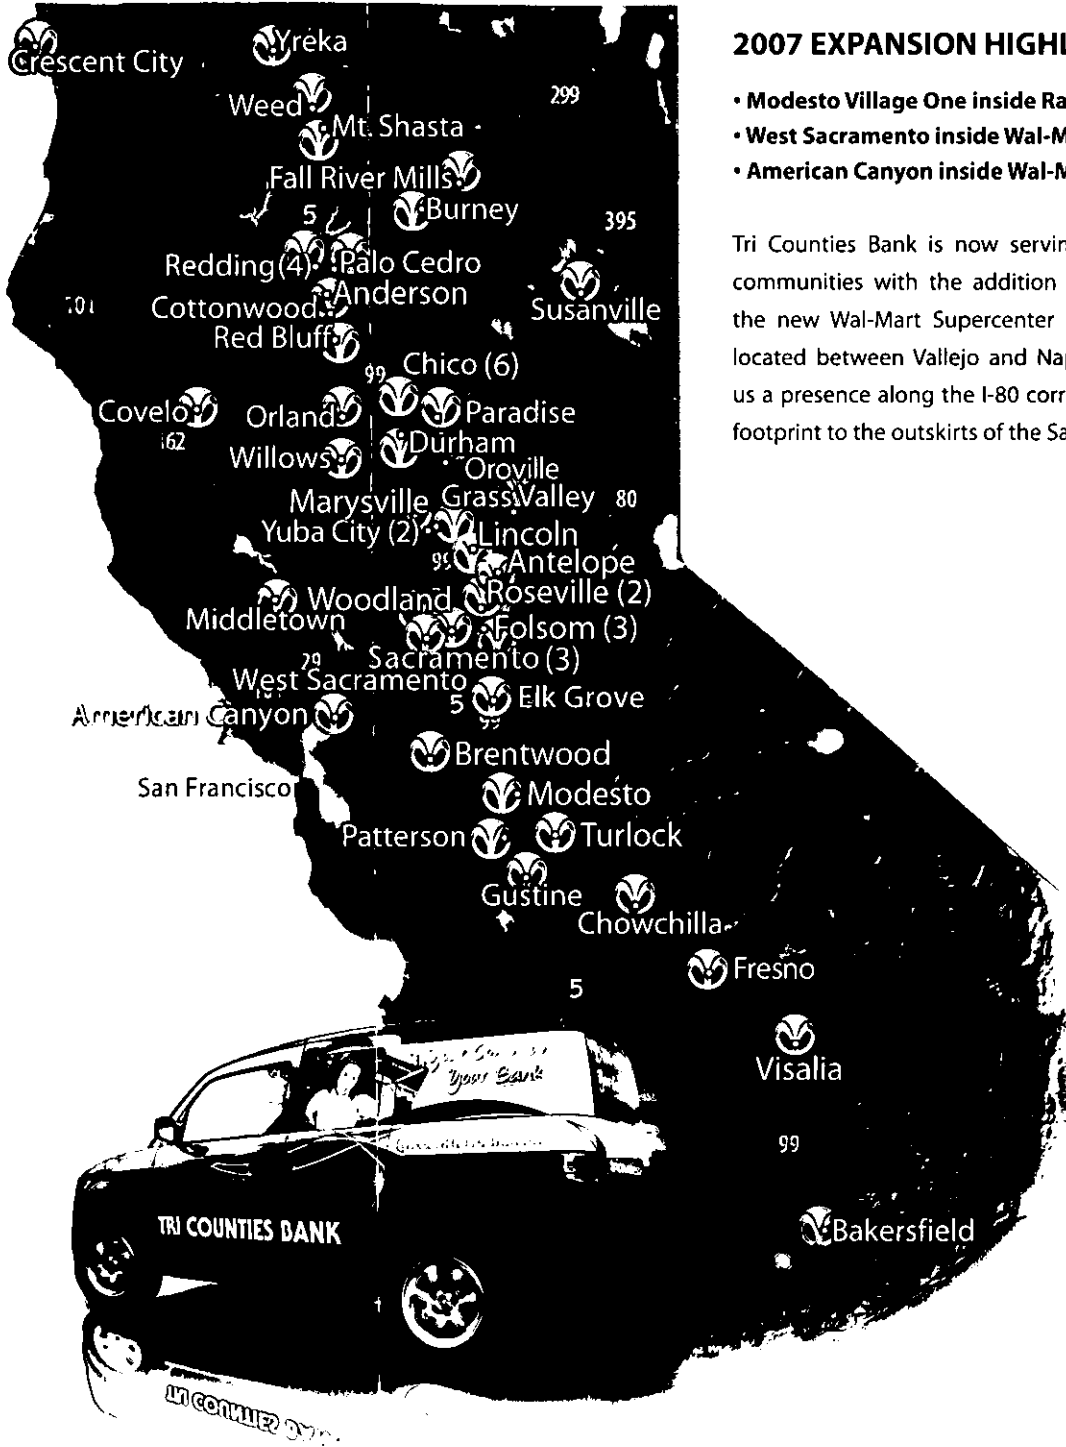 Crescent City
Yreka
Weed
Mt. Shasta
299
Fall River Mills
Burney
5
395
Redding (4)
Palo Cedro
Cottonwood
Anderson
Susanville
101
Red Bluff
99
Chico (6)
Covelo
Orland
Paradise
Durham
Willows
Oroville
Marysville
Grass Valley
80
Yuba City (2)
Lincoln
99
Antelope
Middletown
Woodland
Roseville (2)
Folsom (3)
Sacramento (3)
29
West Sacramento
5
Elk Grove
99
American Canyon
Brentwood
San Francisco
Modesto
Patterson
Turlock
Gustine
Chowchilla
Fresno
5
Visalia
99
Bakersfield
Your Bank
TRI COUNTIES BANK
2007 EXPANSION HIGHL
• Modesto Village One inside Ra
• West Sacramento inside Wal-M
• American Canyon inside Wal-M
Tri Counties Bank is now servin
communities with the addition
the new Wal-Mart Supercenter
located between Vallejo and Nap
us a presence along the I-80 corr
footprint to the outskirts of the Sa